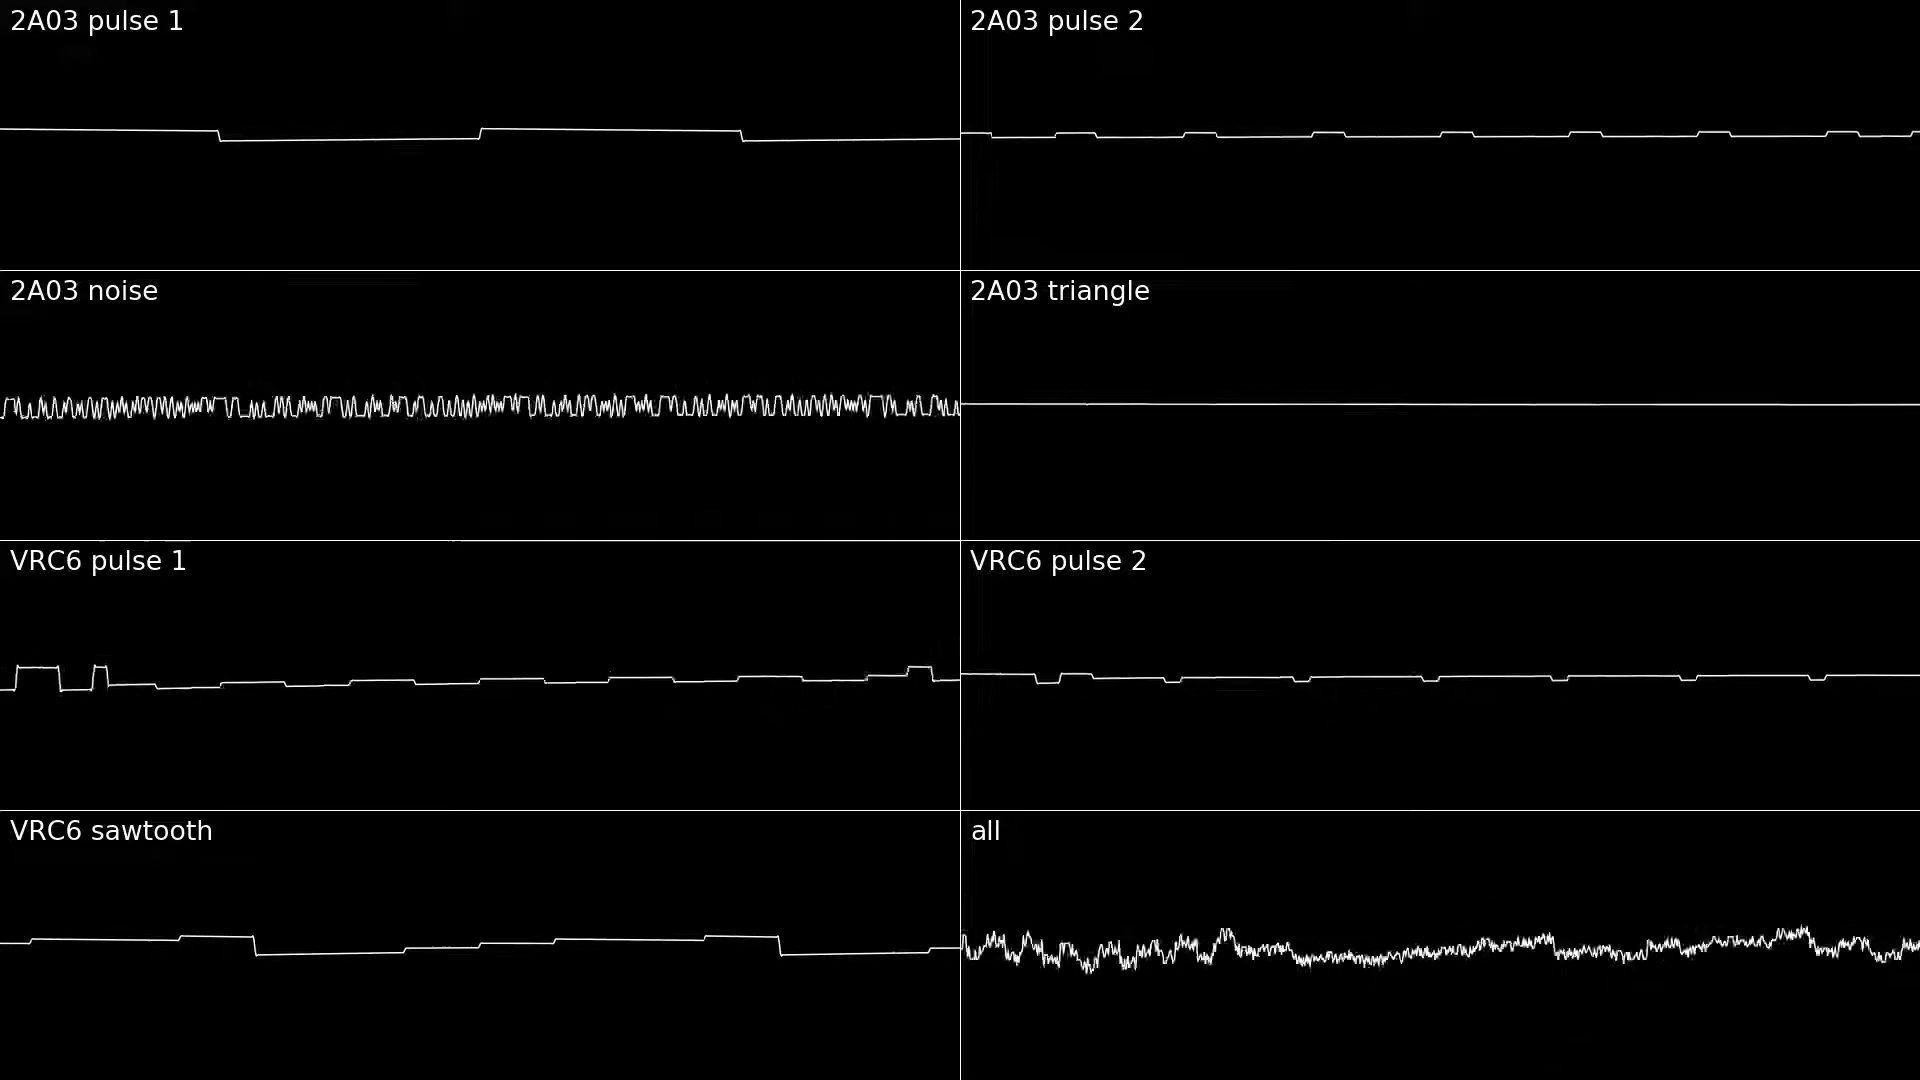 2A03 pulse 1
2A03 pulse 2
2A03 noise
2A03 triangle
VRC6 pulse 1
VRC6 pulse 2
VRC6 sawtooth
all